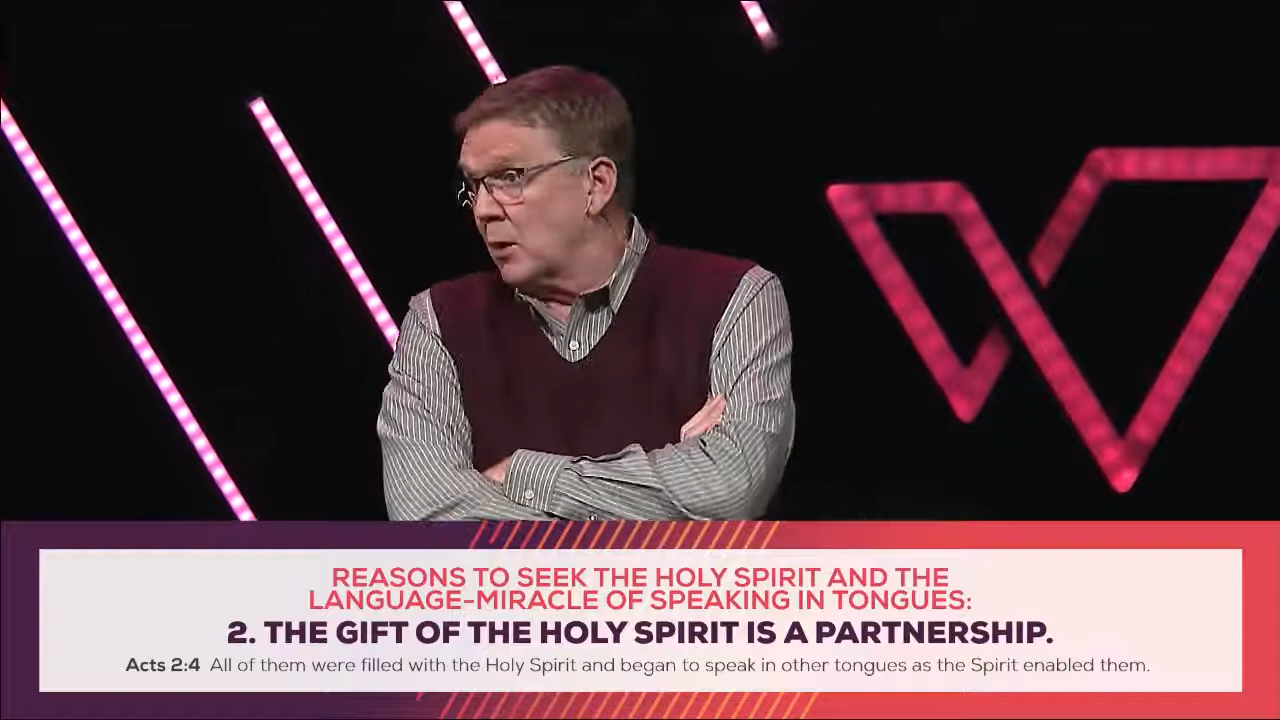 REASONS TO SEEK THE HOLY SPIRIT AND THE
LANGUAGE-MIRACLE OF SPEAKING IN TONGUES:
2. THE GIFT OF THE HOLY SPIRIT IS A PARTNERSHIP.
Acts 2:4 All of them were filled with the Holy Spirit and began to speak in other tongues as the Spirit enabled them.